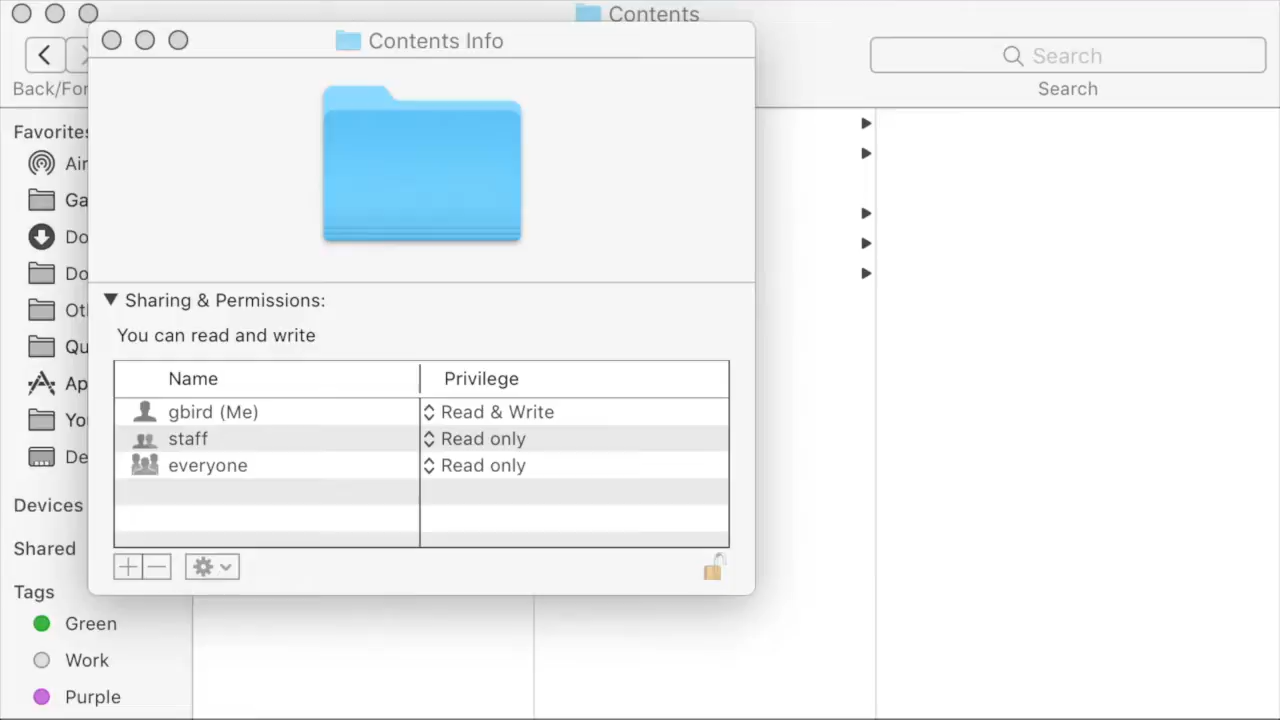 Contents
Contents Info
Search
Back/For
Search
Favorites
Air
Ga
Do
Do
Oth
Qu
Ap
You
De
Devices
Shared
Tags
Green
Work
Purple
Sharing & Permissions:
You can read and write
Name Privilege
gbird (Me) Read & Write
staff Read only
everyone Read only